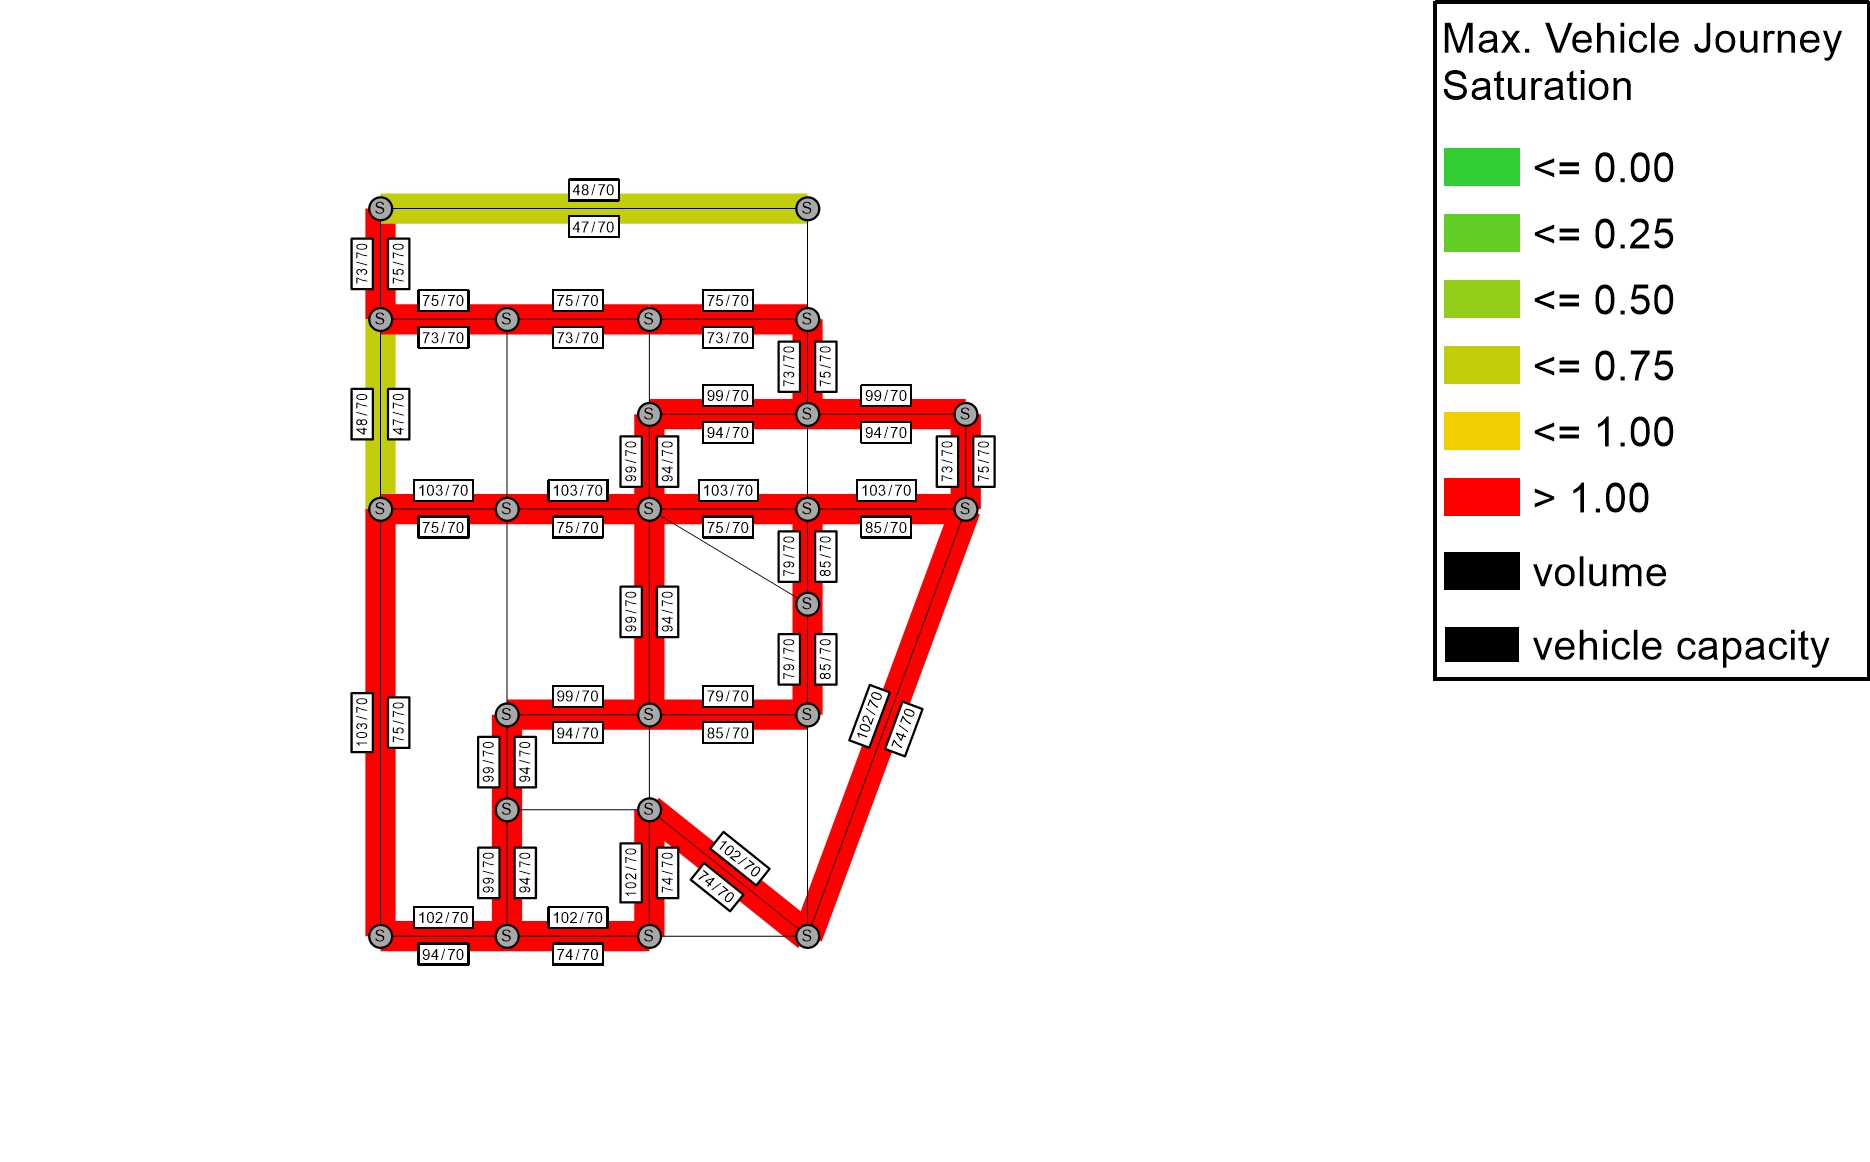 Max. Vehicle Journey
Saturation
<= 0.00
<= 0.25
<= 0.50
<= 0.75
<= 1.00
> 1.00
volume
vehicle capacity
48/70
S S
47/70
73/70 75/70
75/70 75/70 75/70
S S S S
73/70 73/70 73/70
73/70 75/70
99/70 99/70
48/70 47/70
S S S
94/70 94/70
99/70 94/70 73/70 75/70
103/70 103/70 103/70 103/70
S S S S S
75/70 75/70 75/70 85/70
79/70 85/70
S
99/70 94/70
79/70 85/70
99/70 79/70
S S S
94/70 85/70
103/70 75/70
102/70 74/70
99/70 94/70
S S
102/70
74/70
99/70 94/70 102/70 74/70
102/70 102/70
S S S S
94/70 74/70